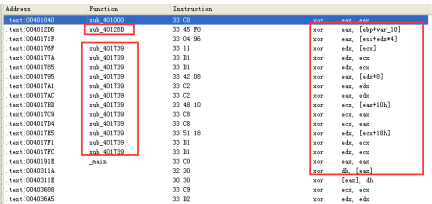 Address Function Instruction
.text:00401040 sub_401000 33 C0 xor eax, eax
.text:004012D6 sub_40128D 33 45 F0 xor eax, [ebp+var_10]
.text:0040171F 33 04 96 xor eax, [esi+edx*4]
.text:0040176F sub_401739 33 11 xor edx, [ecx]
.text:0040177A sub_401739 33 D1 xor edx, ecx
.text:00401785 sub_401739 33 D1 xor edx, ecx
.text:00401795 sub_401739 33 42 08 xor eax, [edx+8]
.text:004017A1 sub_401739 33 C2 xor eax, edx
.text:004017AC sub_401739 33 C2 xor eax, edx
.text:004017BB sub_401739 33 48 10 xor ecx, [eax+10h]
.text:004017C9 sub_401739 33 C8 xor ecx, eax
.text:004017D4 sub_401739 33 C8 xor ecx, eax
.text:004017E5 sub_401739 33 51 18 xor edx, [ecx+18h]
.text:004017F1 sub_401739 33 D1 xor edx, ecx
.text:004017FC sub_401739 33 D1 xor edx, ecx
.text:0040191E _main 33 C0 xor eax, eax
.text:0040311A 32 30 xor dh, [eax]
.text:0040311E 30 30 xor [eax], dh
.text:00403688 33 C9 xor ecx, ecx
.text:004036A5 33 D2 xor edx, edx